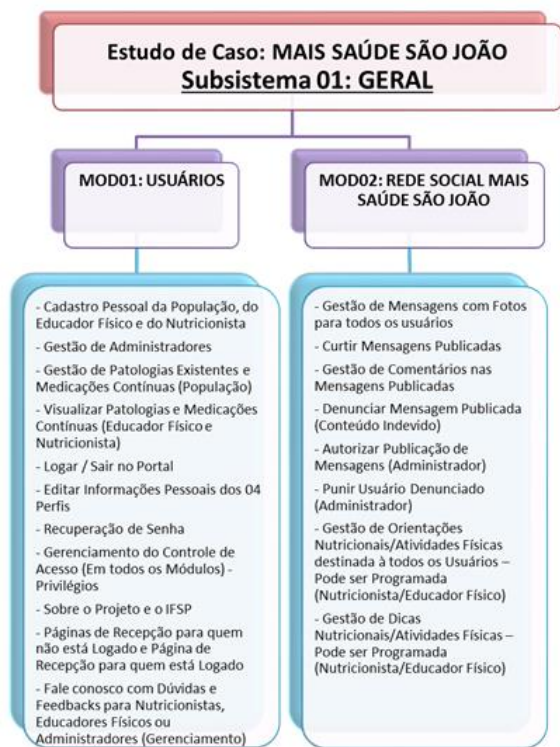 Estudo de Caso: MAIS SAÚDE SÃO JOÃO
Subsistema 01: GERAL
MOD01: USUÁRIOS
- Cadastro Pessoal da População, do
Educador Físico e do Nutricionista
- Gestão de Administradores
- Gestão de Patologias Existentes e
Medicações Contínuas (População)
- Visualizar Patologias e Medicações
Contínuas (Educador Físico e
Nutricionista)
- Logar / Sair no Portal
- Editar Informações Pessoais dos 04
Perfis
- Recuperação de Senha
- Gerenciamento do Controle de
Acesso (Em todos os Módulos) -
Privilégios
- Sobre o Projeto e o IFSP
- Páginas de Recepção para quem
não está Logado e Página de
Recepção para quem está Logado
- Fale conosco com Dúvidas e
Feedbacks para Nutricionistas,
Educadores Físicos ou
Administradores (Gerenciamento)
MOD02: REDE SOCIAL MAIS
SAÚDE SÃO JOÃO
- Gestão de Mensagens com Fotos
para todos os usuários
- Curtir Mensagens Publicadas
- Gestão de Comentários nas
Mensagens Publicadas
- Denunciar Mensagem Publicada
(Conteúdo Indevido)
- Autorizar Publicação de
Mensagens (Administrador)
- Punir Usuário Denunciado
(Administrador)
- Gestão de Orientações
Nutricionais/Atividades Físicas
destinada à todos os Usuários –
Pode ser Programada
(Nutricionista/Educador Físico)
- Gestão de Dicas
Nutricionais/Atividades Físicas –
Pode ser Programada
(Nutricionista/Educador Físico)